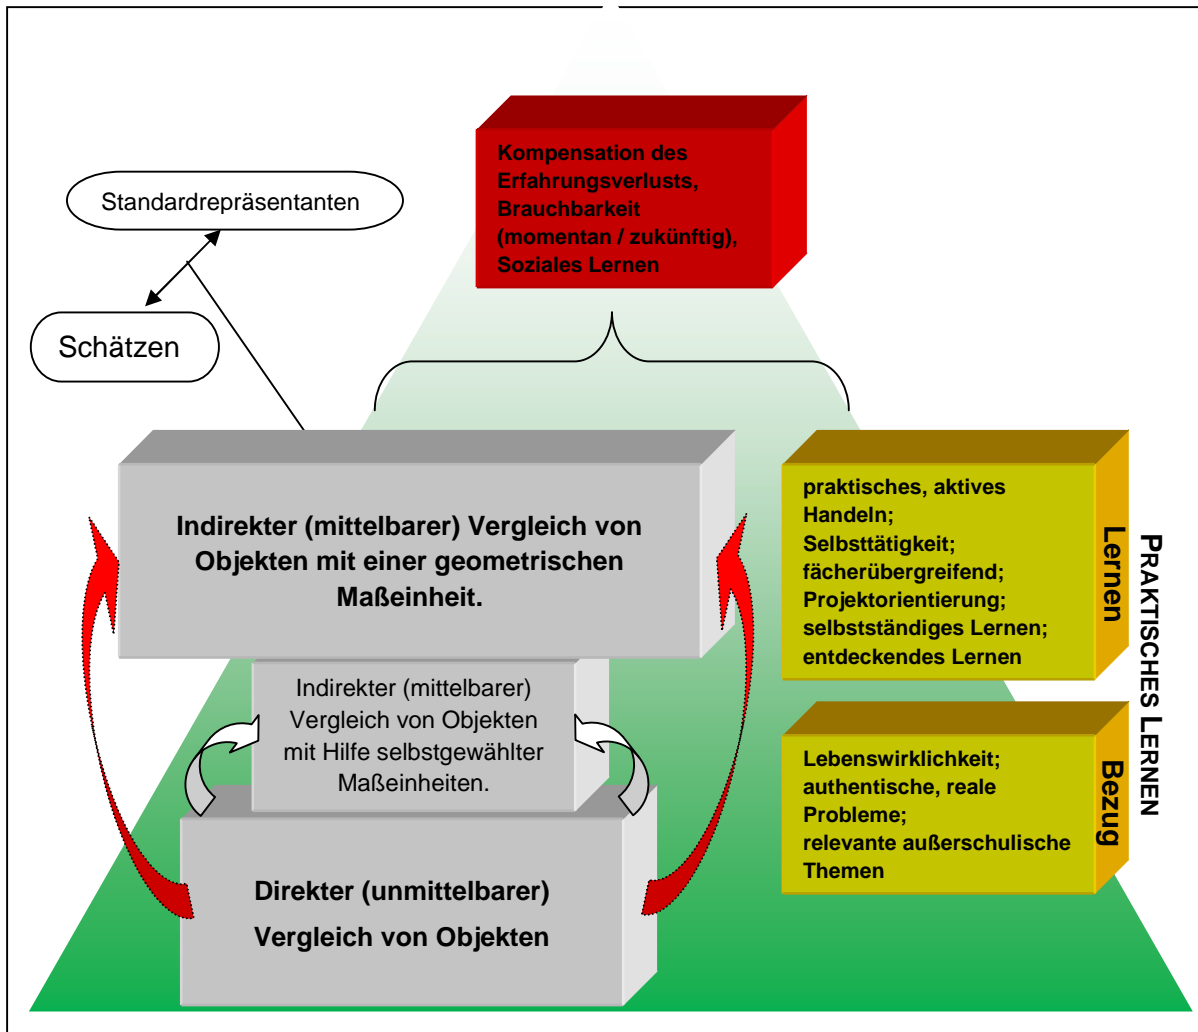 Kompensation des
Erfahrungsverlusts,
Brauchbarkeit
(momentan / zukünftig),
Soziales Lernen
Standardrepräsentanten
Schätzen
Indirekter (mittelbarer) Vergleich von
Objekten mit einer geometrischen
Maßeinheit.
Indirekter (mittelbarer)
Vergleich von Objekten
mit Hilfe selbstgewählter
Maßeinheiten.
Direkter (unmittelbarer)
Vergleich von Objekten
praktisches, aktives
Handeln;
Selbsttätigkeit;
fächerübergreifend;
Projektorientierung;
selbstständiges Lernen;
entdeckendes Lernen
Lernen
Lebenswirklichkeit;
authentische, reale
Probleme;
relevante außerschulische
Themen
Bezug
PRAKTISCHES LERNEN